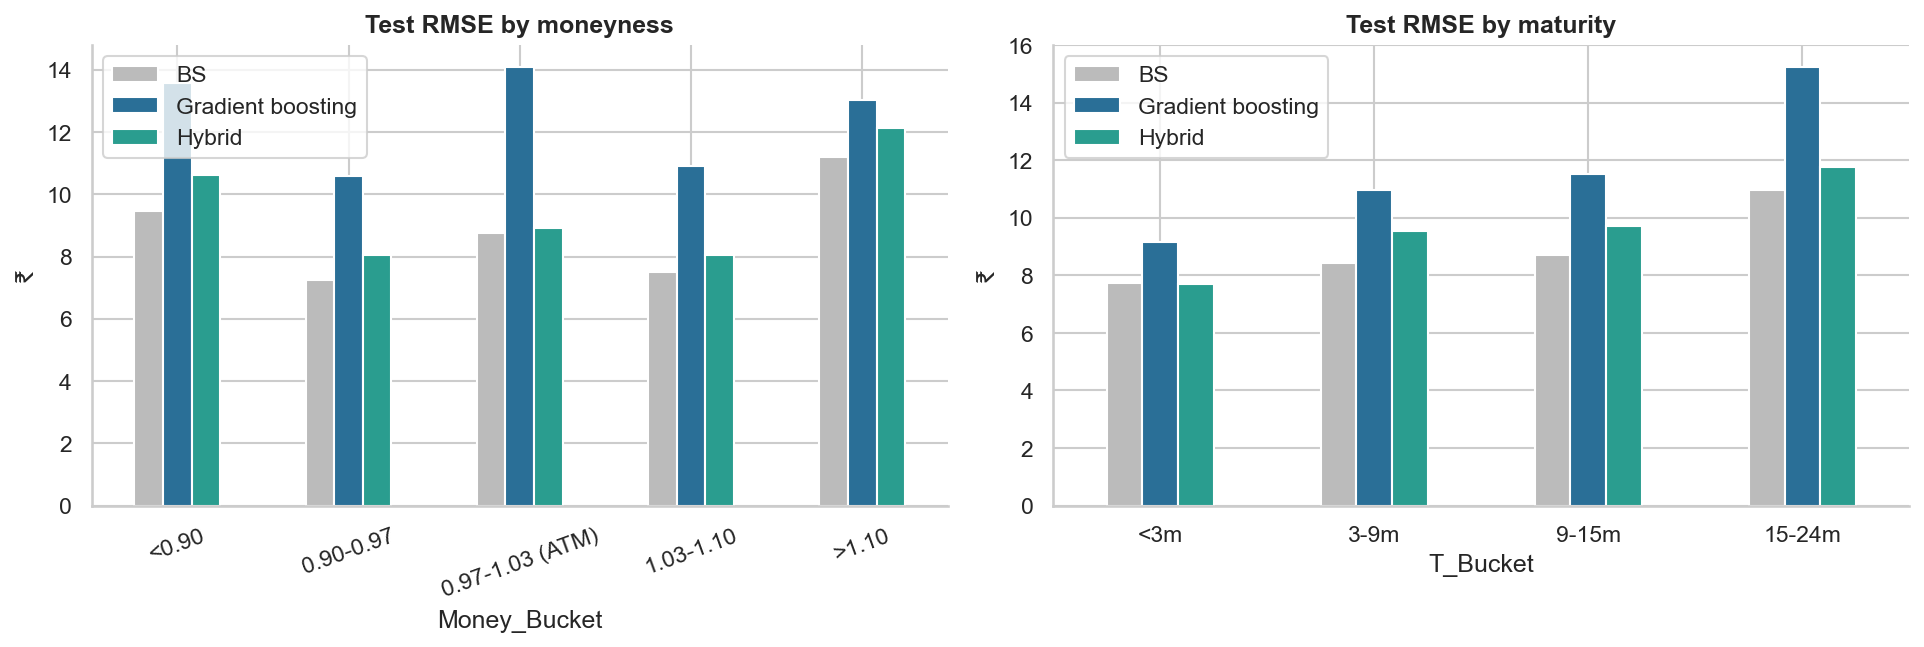 Test RMSE by moneyness
BS
Gradient boosting
Hybrid
14
12
10
8
6
4
2
0
₹
<0.90
0.90-0.97
0.97-1.03 (ATM)
1.03-1.10
>1.10
Money_Bucket
Test RMSE by maturity
BS
Gradient boosting
Hybrid
16
14
12
10
8
6
4
2
0
₹
<3m
3-9m
9-15m
15-24m
T_Bucket